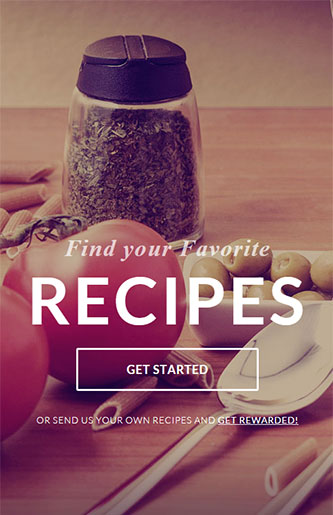 Find your Favorite
RECIPES
GET STARTED
OR SEND US YOUR OWN RECIPES AND GET REWARDED!